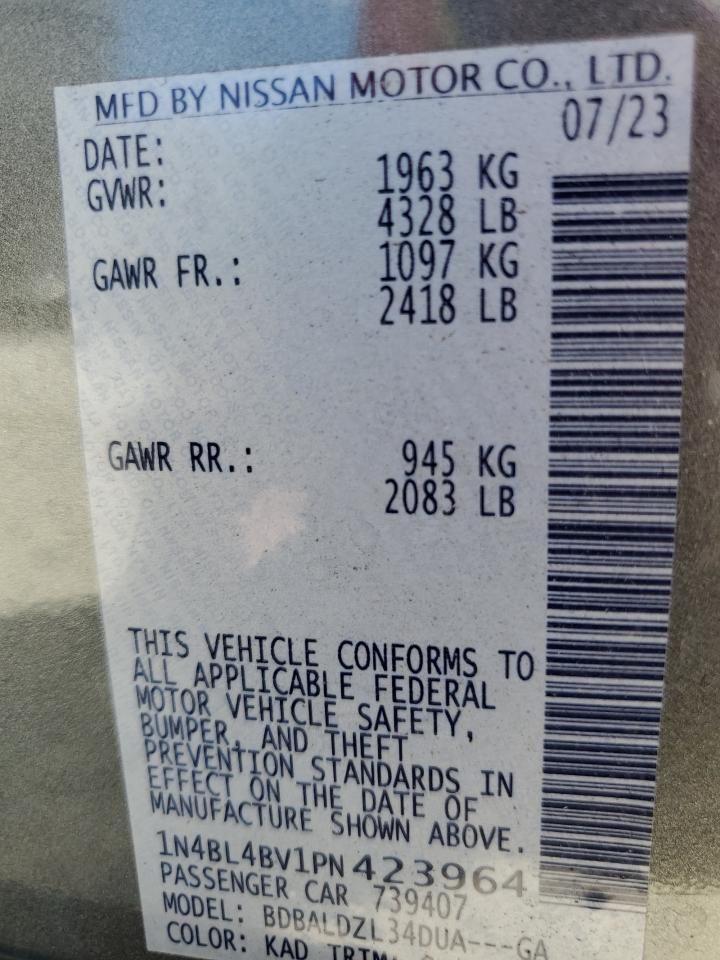 MFD BY NISSAN MOTOR CO., LTD.
DATE: 07/23
GVWR: 1963 KG
4328 LB
GAWR FR.: 1097 KG
2418 LB
GAWR RR.: 945 KG
2083 LB
THIS VEHICLE CONFORMS TO
ALL APPLICABLE FEDERAL
MOTOR VEHICLE SAFETY,
BUMPER, AND THEFT
PREVENTION STANDARDS IN
EFFECT ON THE DATE OF
MANUFACTURE SHOWN ABOVE.
1N4BL4BV1PN423964
PASSENGER CAR 739407
MODEL: BDBALDZL34DUA---GA
COLOR: KAD TRIM: